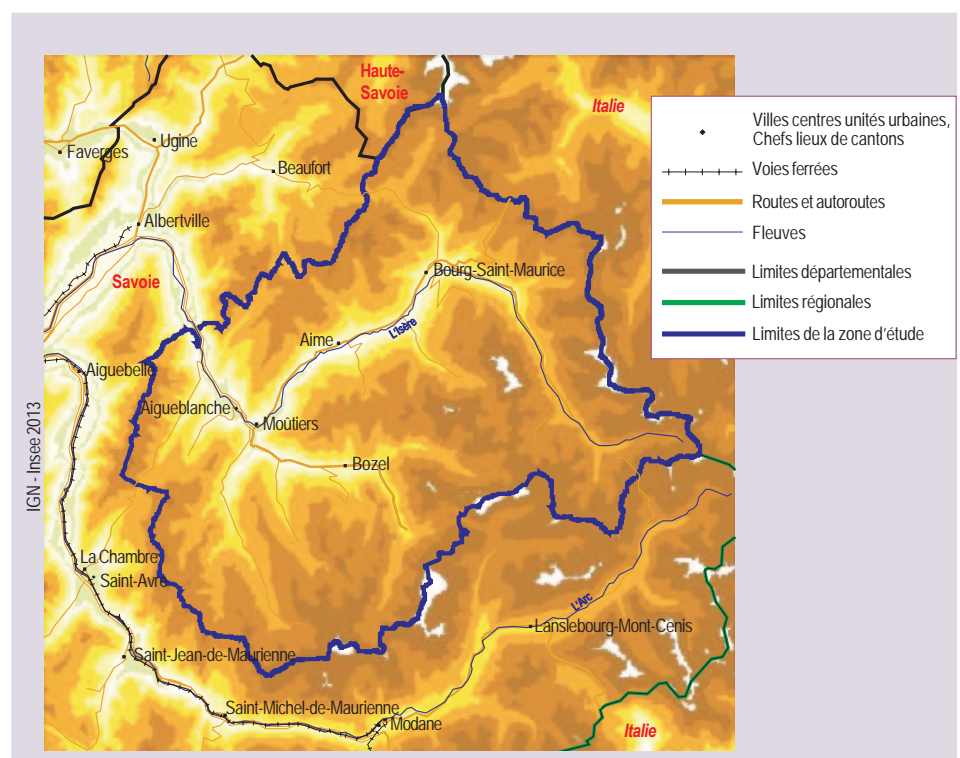 Haute-
Savoie
Italie
Ugine
Faverges
Beaufort
Albertville
Savoie
Bourg-Saint-Maurice
L'Isère
Aime
Aiguebelle
Aigueblanche
Moûtiers
Bozel
La Chambre
Saint-Avre
L'Arc
Lanslebourg-Mont-Cenis
Saint-Jean-de-Maurienne
Saint-Michel-de-Maurienne
Modane
Italie
Villes centres unités urbaines,
Chefs lieux de cantons
Voies ferrées
Routes et autoroutes
Fleuves
Limites départementales
Limites régionales
Limites de la zone d'étude
IGN - Insee 2013